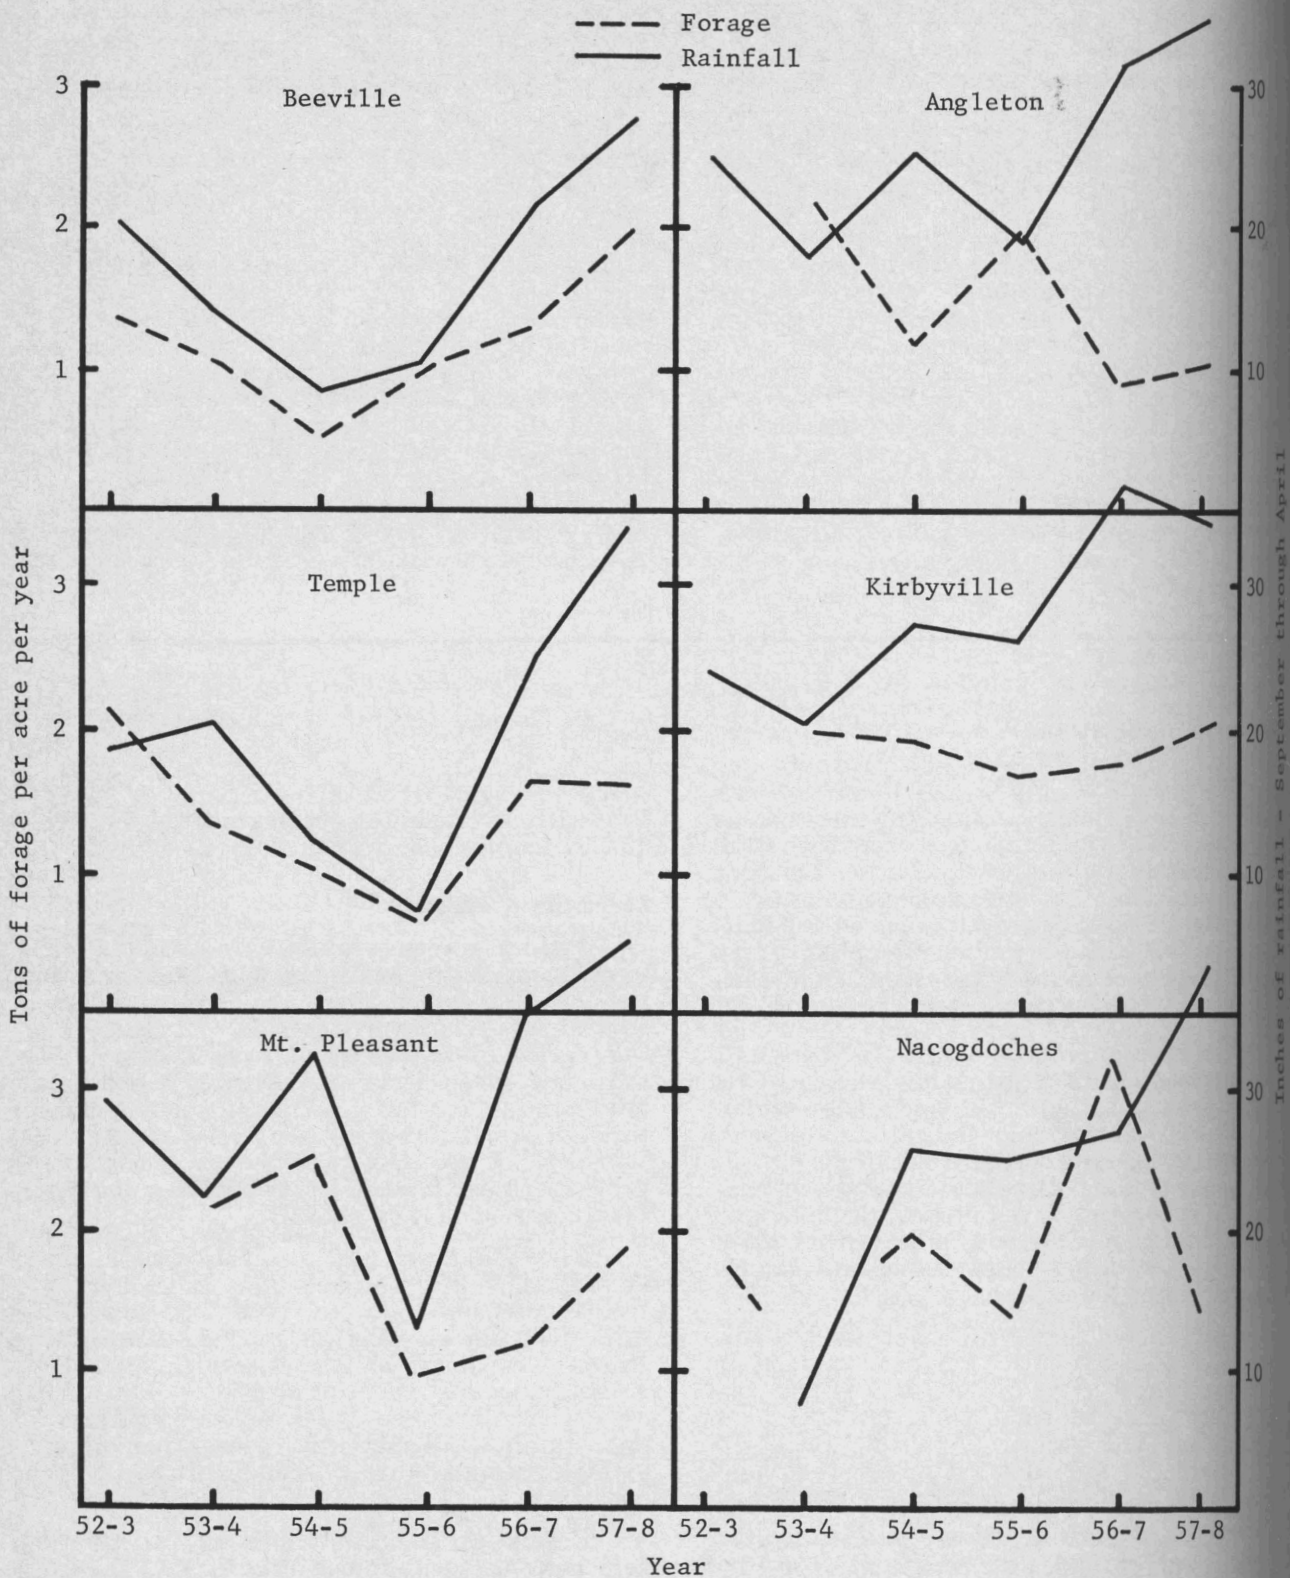 Forage
Rainfall
Beeville
Angleton
3
2
1
30
20
10
Temple
Kirbyville
3
2
1
30
20
10
Mt. Pleasant
Nacogdoches
3
2
1
30
20
10
Tons of forage per acre per year
Inches of rainfall - September through April
52-3 53-4 54-5 55-6 56-7 57-8 52-3 53-4 54-5 55-6 56-7 57-8
Year